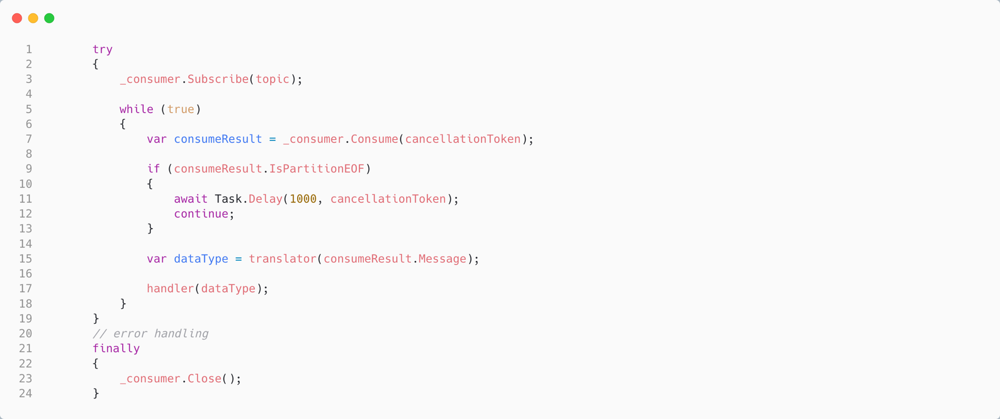 1 try
2 {
3     _consumer.Subscribe(topic);
4
5     while (true)
6     {
7         var consumeResult = _consumer.Consume(cancellationToken);
8
9         if (consumeResult.IsPartitionEOF)
10         {
11             await Task.Delay(1000, cancellationToken);
12             continue;
13         }
14
15         var dataType = translator(consumeResult.Message);
16
17         handler(dataType);
18     }
19 }
20 // error handling
21 finally
22 {
23     _consumer.Close();
24 }